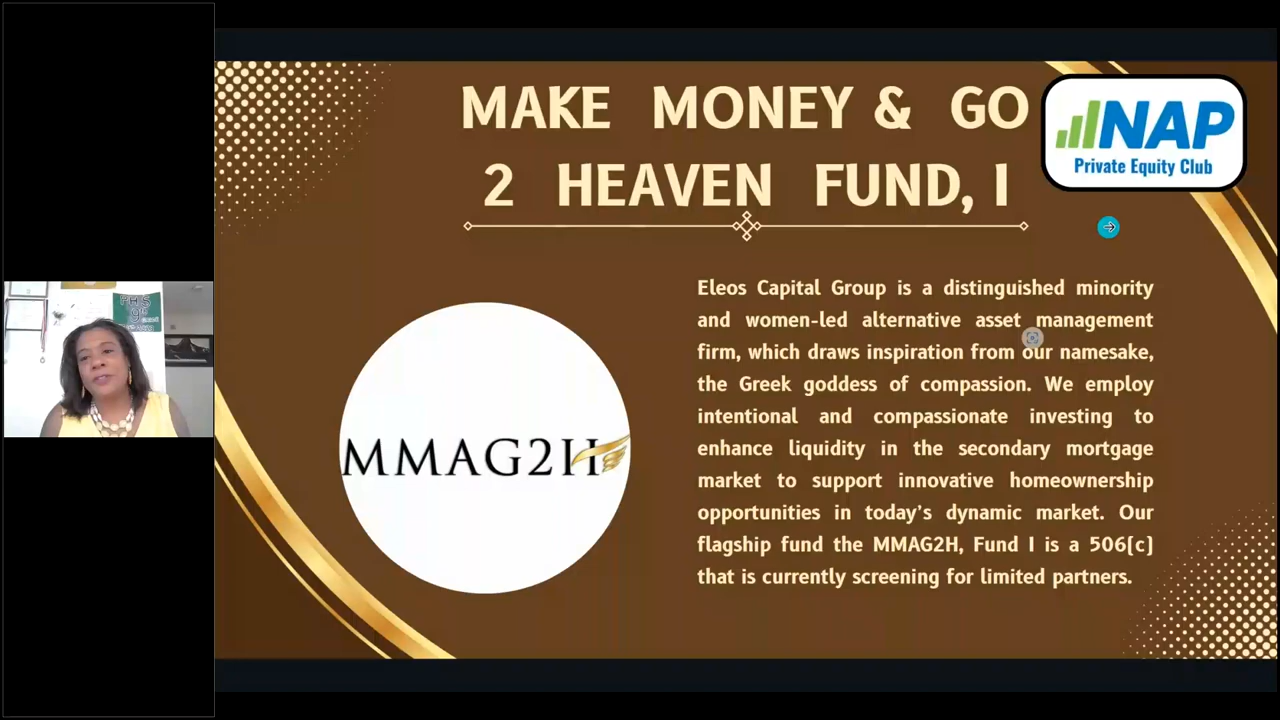 MAKE MONEY & GO
2 HEAVEN FUND, I
NAP
Private Equity Club
Eleos Capital Group is a distinguished minority
and women-led alternative asset management
firm, which draws inspiration from our namesake,
the Greek goddess of compassion. We employ
intentional and compassionate investing to
enhance liquidity in the secondary mortgage
market to support innovative homeownership
opportunities in today's dynamic market. Our
flagship fund the MMAG2H, Fund I is a 506(c)
that is currently screening for limited partners.
MMAG2H